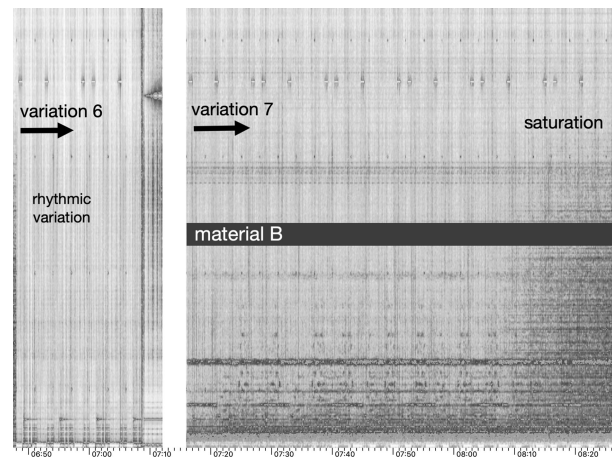 variation 6
rhythmic
variation
variation 7
saturation
material B
06:50
07:00
07:10
07:20
07:30
07:40
07:50
08:00
08:10
08:20